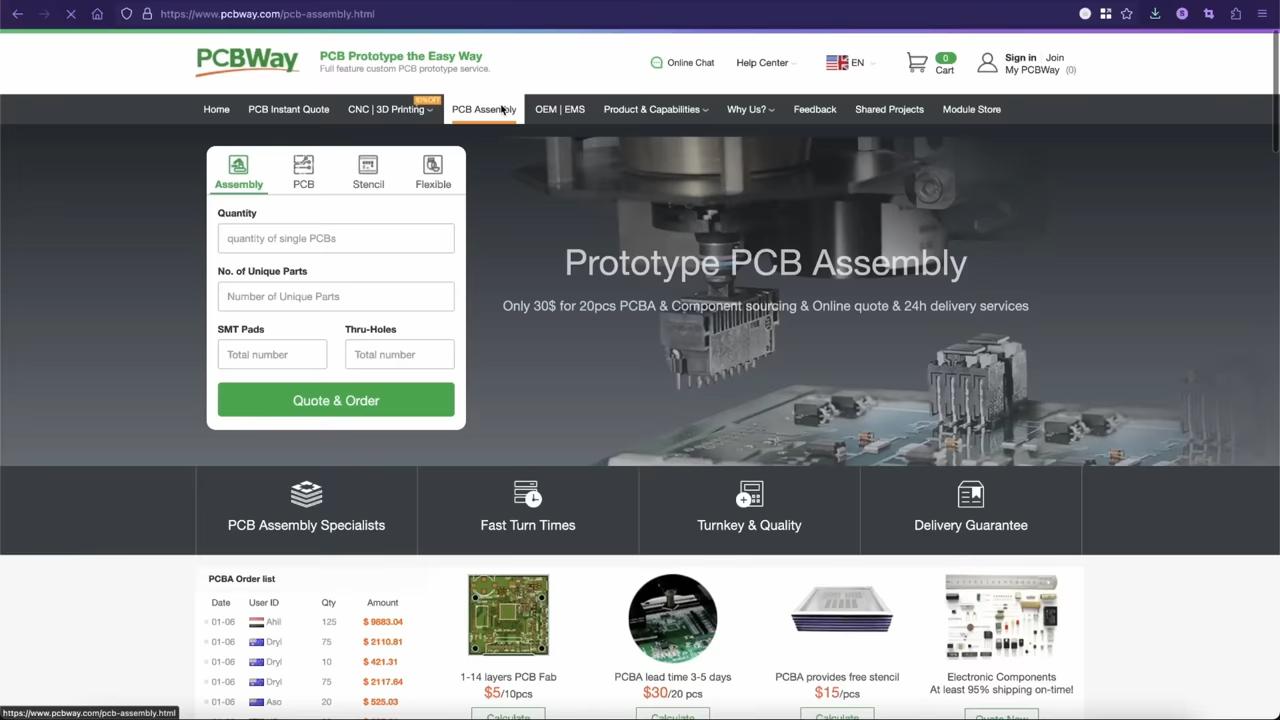 https://www.pcbway.com/pcb-assembly.html
PCBWay
PCB Prototype the Easy Way
Full feature custom PCB prototype service.
Online Chat
Help Center
EN
0
Cart
Sign in Join
My PCBWay (0)
Home
PCB Instant Quote
CNC | 3D Printing
PCB Assembly
OEM | EMS
Product & Capabilities
Why Us?
Feedback
Shared Projects
Module Store
Assembly
PCB
Stencil
Flexible
Quantity
quantity of single PCBs
No. of Unique Parts
Number of Unique Parts
SMT Pads
Thru-Holes
Total number
Total number
Quote & Order
Prototype PCB Assembly
Only 30$ for 20pcs PCBA & Component sourcing & Online quote & 24h delivery services
PCB Assembly Specialists
Fast Turn Times
Turnkey & Quality
Delivery Guarantee
PCBA Order list
Date User ID Qty Amount
01-06 Ahil 125 $ 9883.04
01-06 Dryl 75 $ 2110.81
01-06 Dryl 10 $ 421.31
01-06 Dryl 75 $ 2117.64
01-06 Aso 20 $ 525.03
1-14 layers PCB Fab
$5/10pcs
Calculate
PCBA lead time 3-5 days
$30/20 pcs
Calculate
PCBA provides free stencil
$15/pcs
Calculate
Electronic Components
At least 95% shipping on-time!
Quote Now
https://www.pcbway.com/pcb-assembly.html